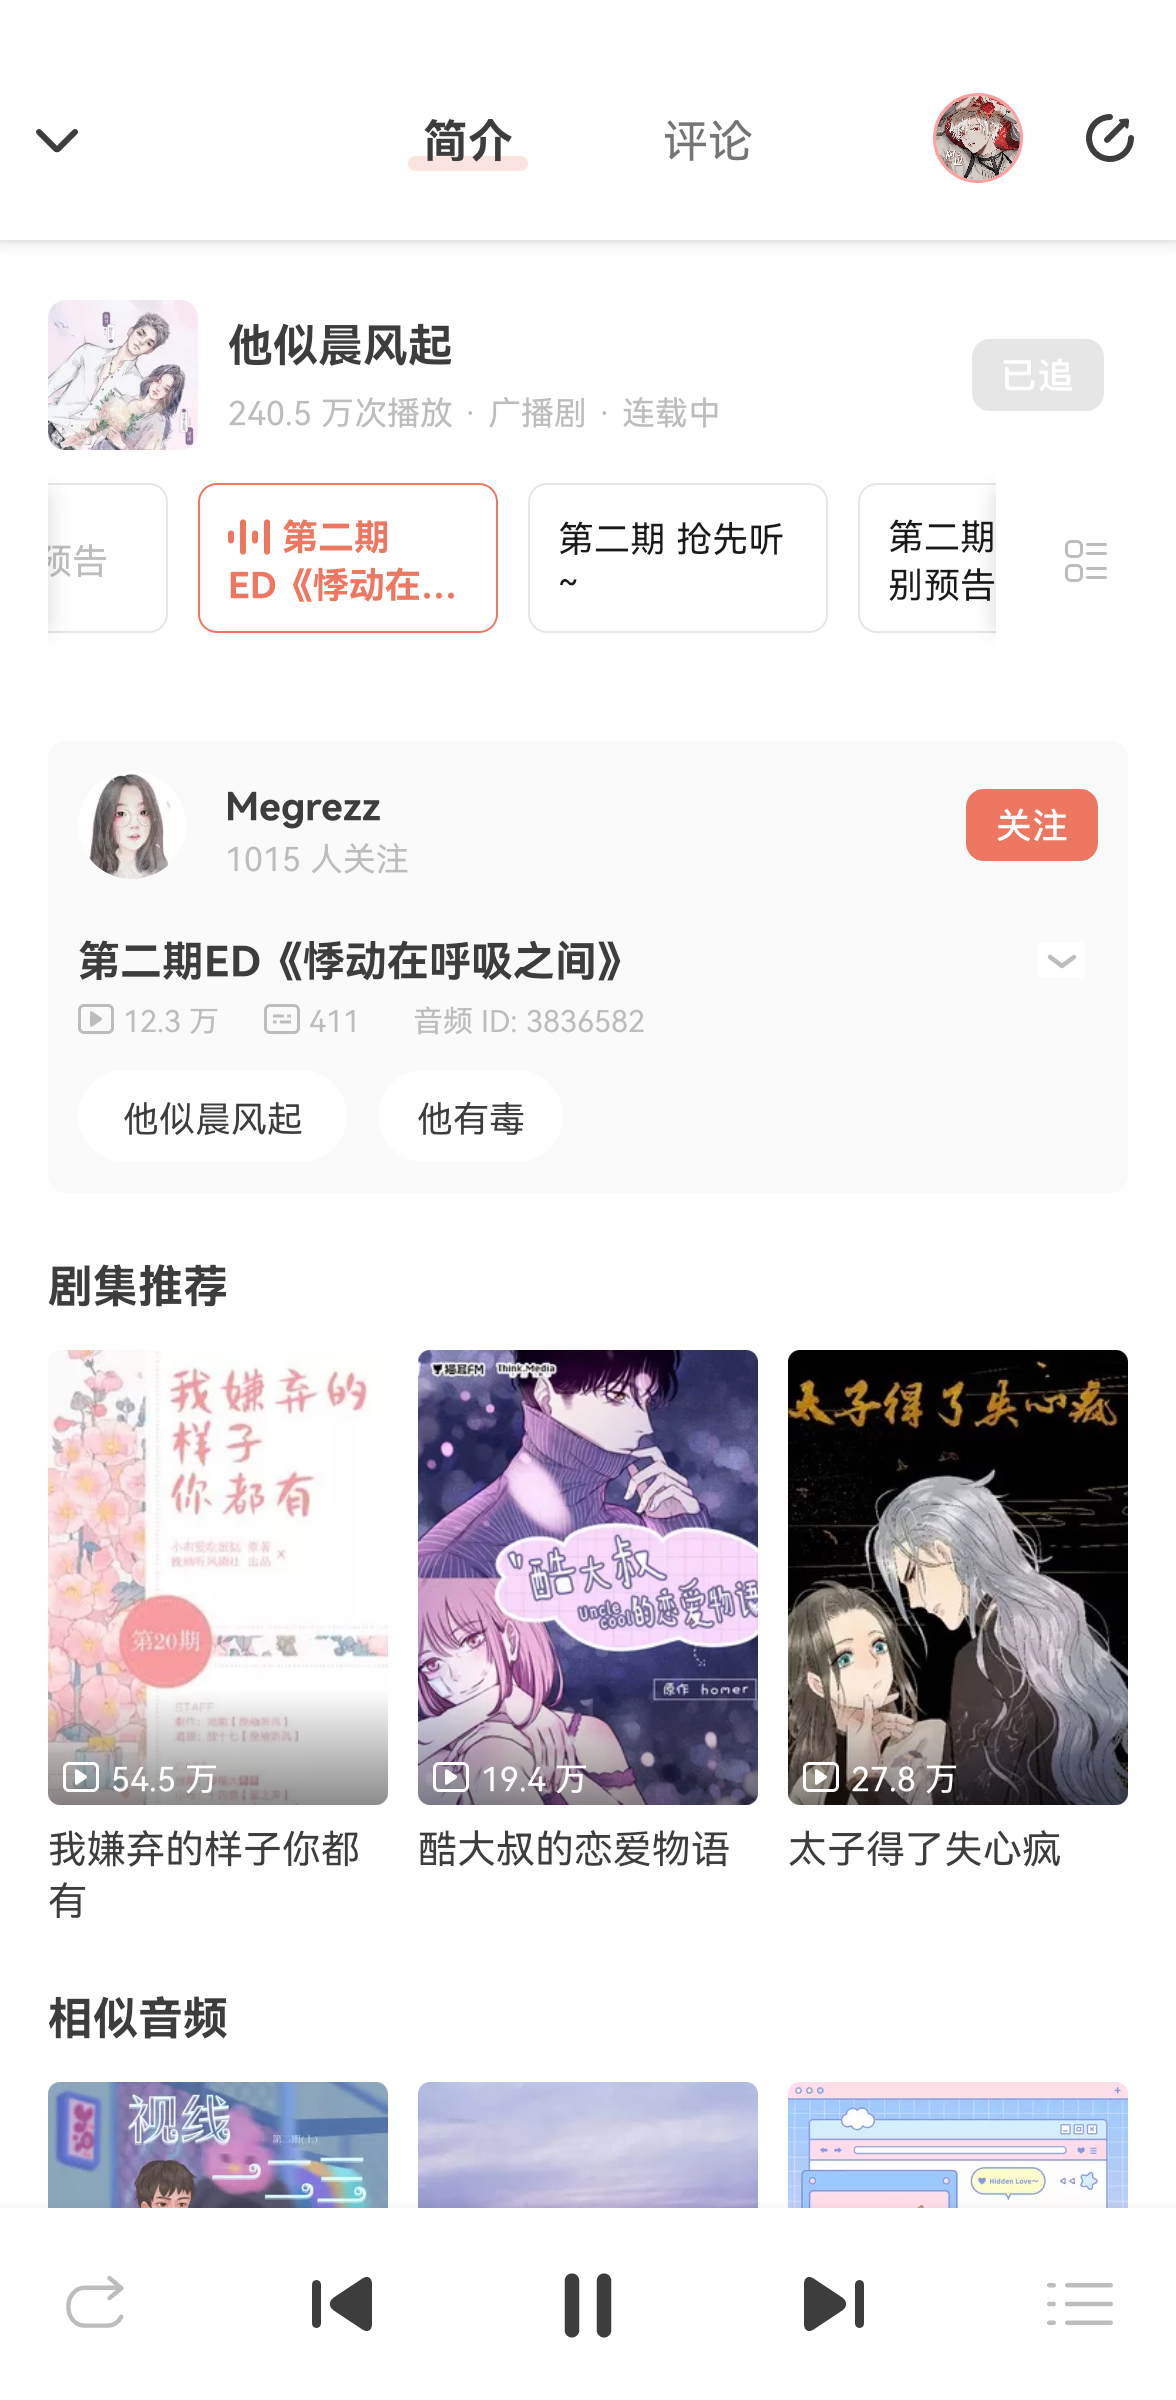 简介
评论
他似晨风起
240.5 万次播放 · 广播剧 · 连载中
已追
预告
第二期
ED《悸动在...
第二期 抢先听
~
第二期
别预告
Megrezz
1015 人关注
关注
第二期ED《悸动在呼吸之间》
12.3 万
411
音频 ID: 3836582
他似晨风起
他有毒
剧集推荐
我嫌弃的
样子
你都有
第20期
STAFF
54.5 万
猫耳FM
Think.Media
酷大叔
Uncle cool的恋爱物语
原作 homer
19.4 万
太子得了失心疯
27.8 万
我嫌弃的样子你都
有
酷大叔的恋爱物语
太子得了失心疯
相似音频
视线
Hidden Love~